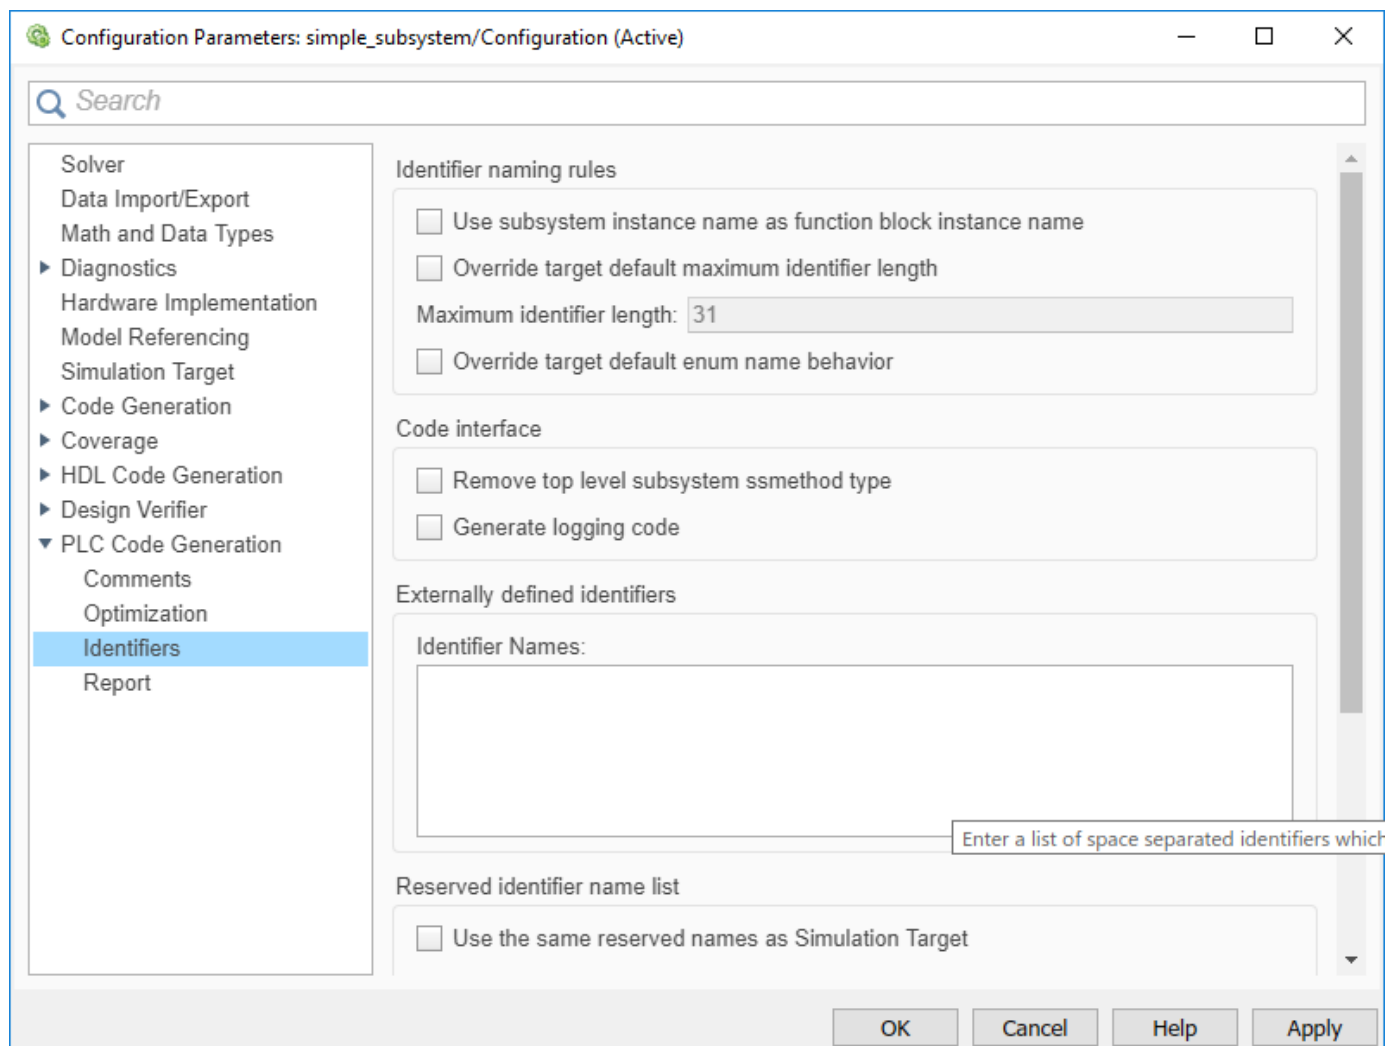 Configuration Parameters: simple_subsystem/Configuration (Active)
Search
Solver
Data Import/Export
Math and Data Types
Diagnostics
Hardware Implementation
Model Referencing
Simulation Target
Code Generation
Coverage
HDL Code Generation
Design Verifier
PLC Code Generation
Comments
Optimization
Identifiers
Report
Identifier naming rules
Use subsystem instance name as function block instance name
Override target default maximum identifier length
Maximum identifier length: 31
Override target default enum name behavior
Code interface
Remove top level subsystem ssmethod type
Generate logging code
Externally defined identifiers
Identifier Names:
Enter a list of space separated identifiers which
Reserved identifier name list
Use the same reserved names as Simulation Target
OK Cancel Help Apply